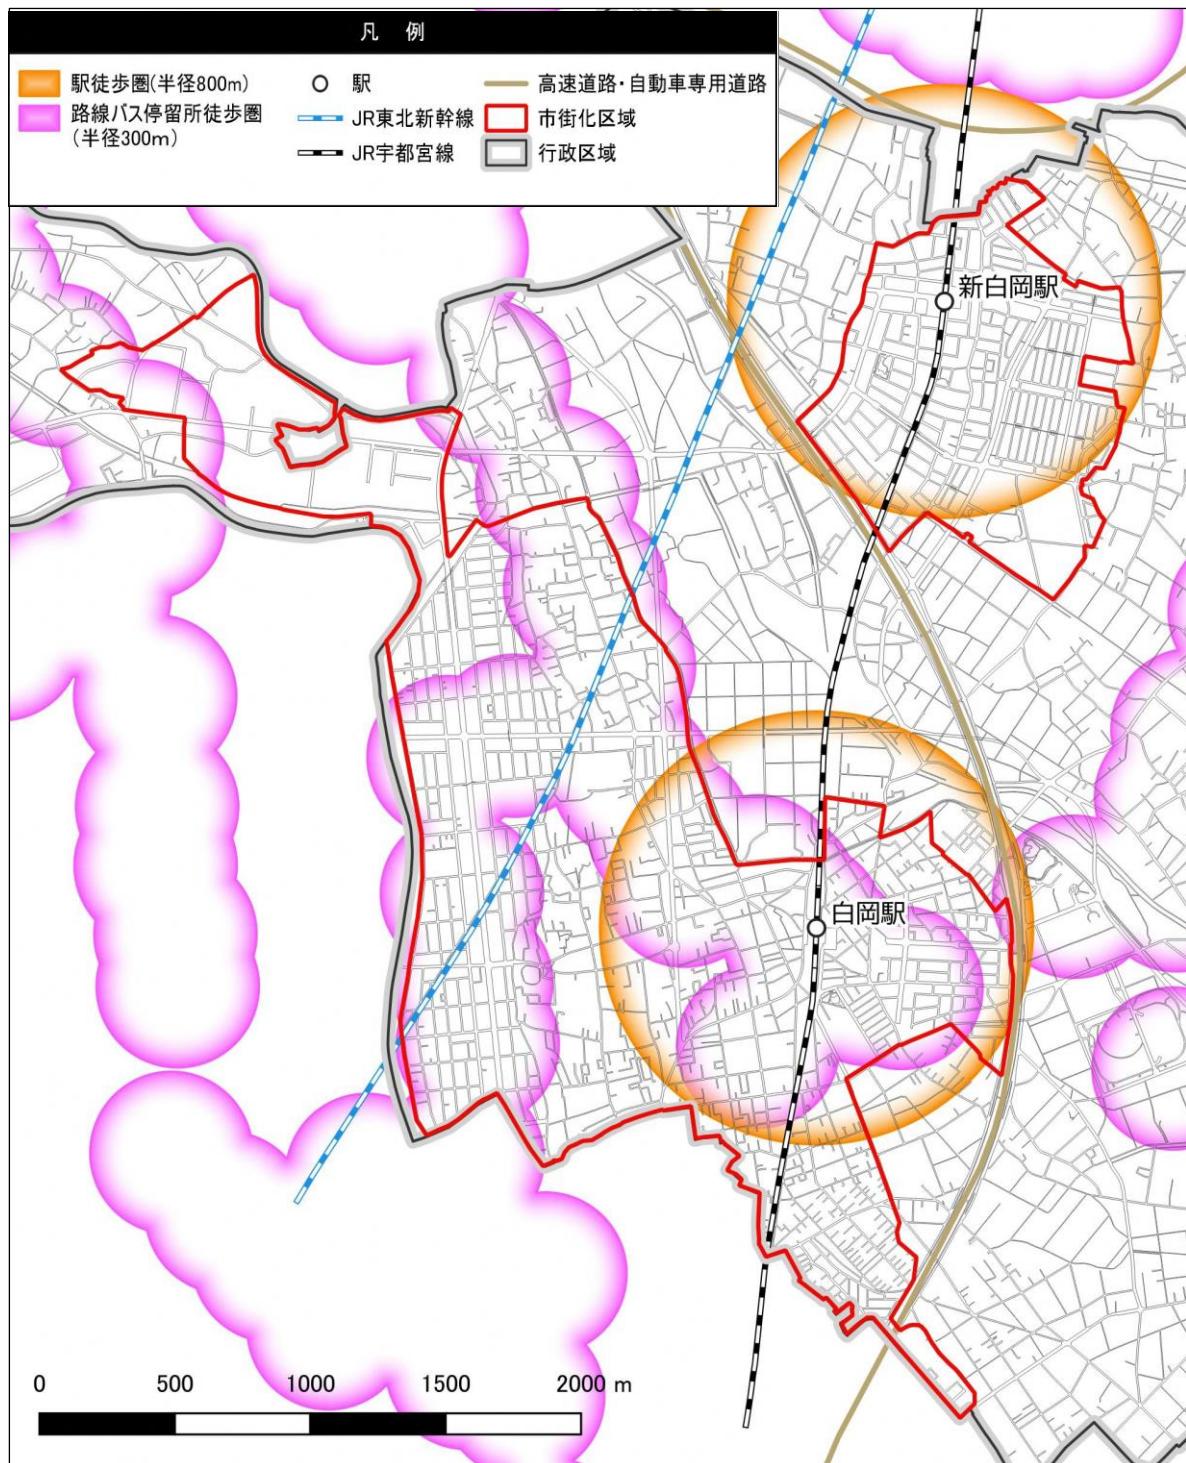 凡 例
駅徒歩圏(半径800m)
路線バス停留所徒歩圏
(半径300m)
駅
JR東北新幹線
JR宇都宮線
高速道路・自動車専用道路
市街化区域
行政区域
新白岡駅
白岡駅
0 500 1000 1500 2000 m